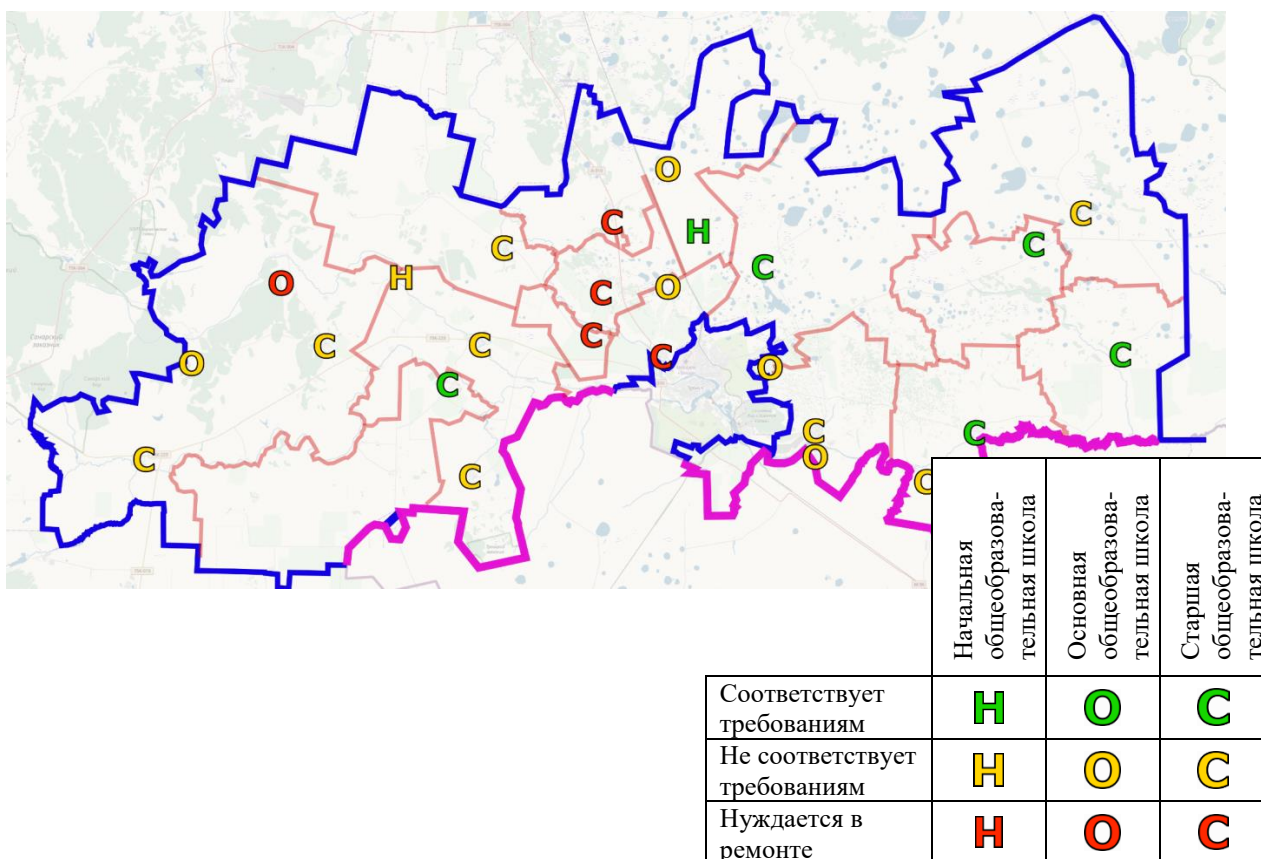 О
С
С
С
Н
С
С
С
О
Н
С
О
С
О
С
С
С
С
О
С
О
С
С
С
О
С
О
Начальная
общеобразова-
тельная школа
Основная
общеобразова-
тельная школа
Старшая
общеобразова-
тельная школа
Соответствует
требованиям
Н
О
С
Не соответствует
требованиям
Н
О
С
Нуждается в
ремонте
Н
О
С